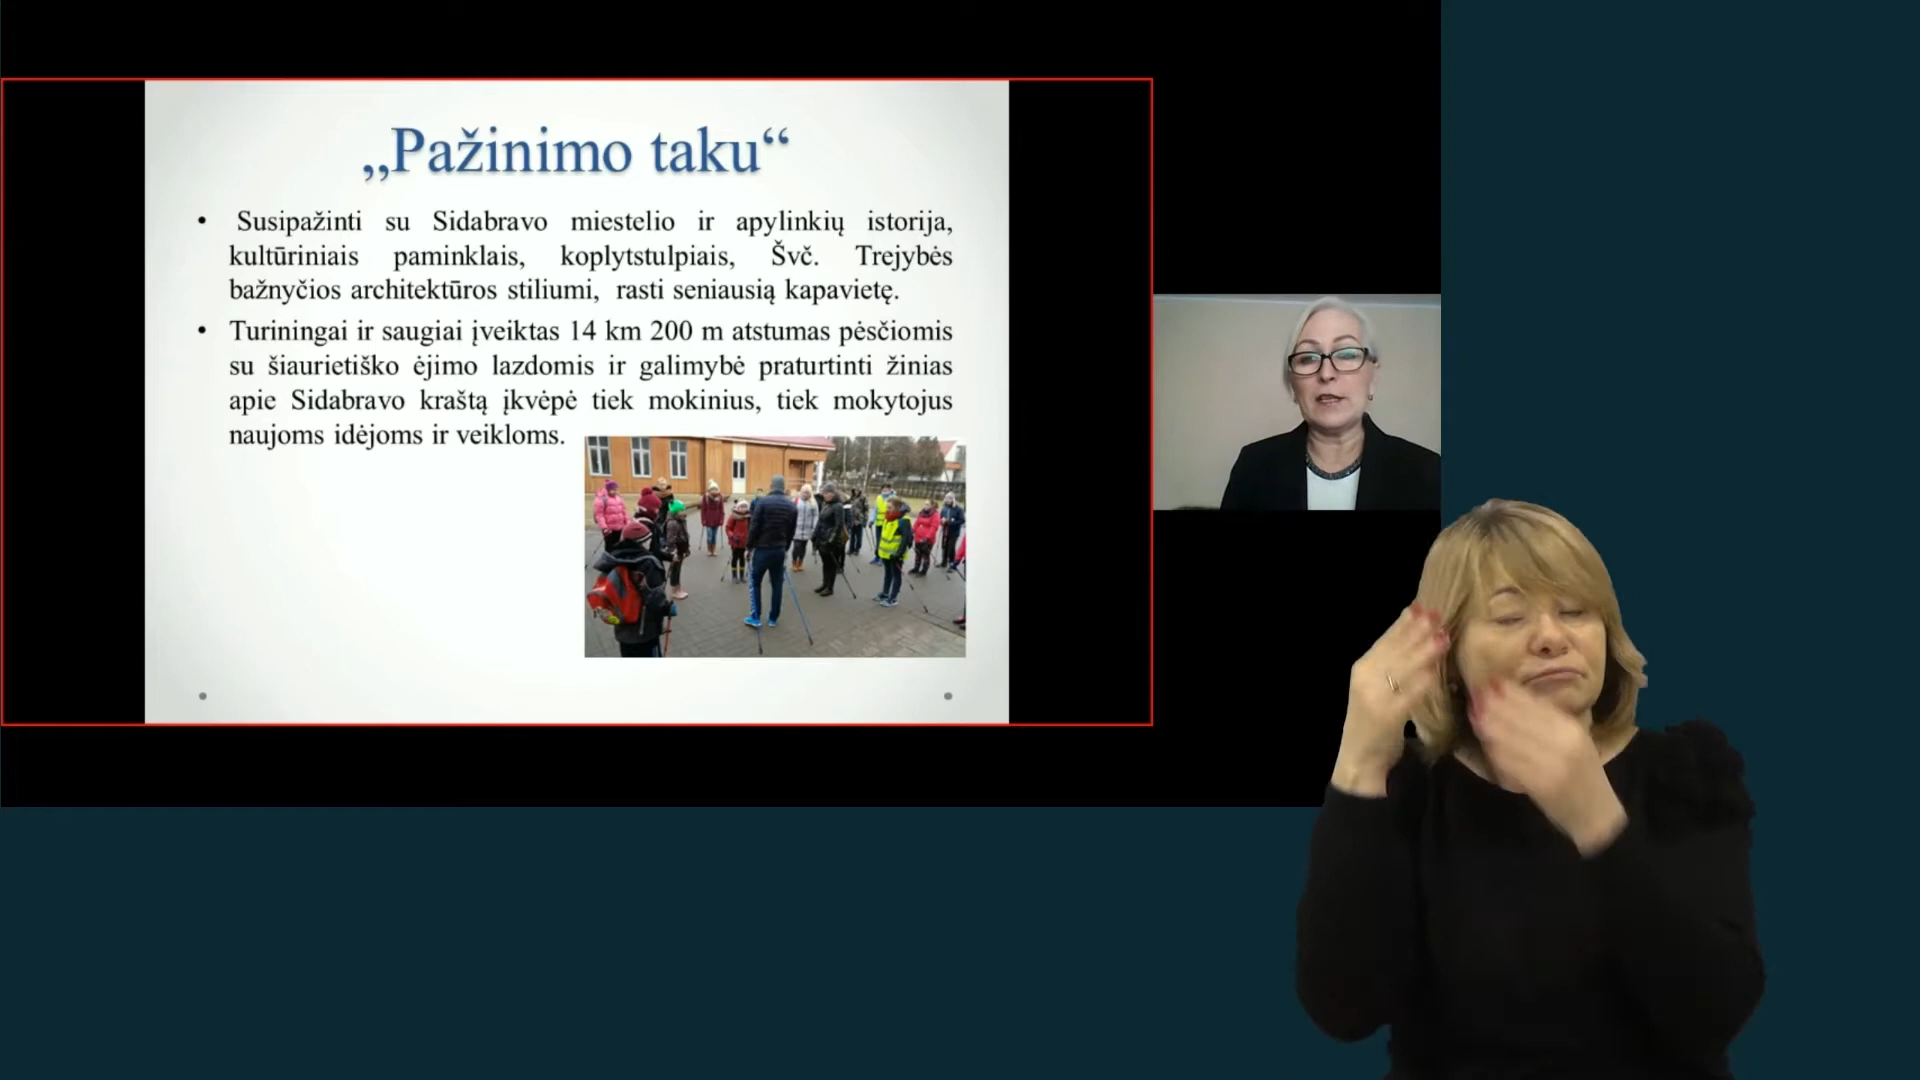 „Pažinimo taku“
• Susipažinti su Sidabravo miestelio ir apylinkių istorija,
kultūriniais paminklais, koplytstulpiais, Švč. Trejybės
bažnyčios architektūros stiliumi, rasti seniausią kapavietę.
• Turiningai ir saugiai įveiktas 14 km 200 m atstumas pėsčiomis
su šiaurietiško ėjimo lazdomis ir galimybė praturtinti žinias
apie Sidabravo kraštą įkvėpė tiek mokinius, tiek mokytojus
naujoms idėjoms ir veikloms.